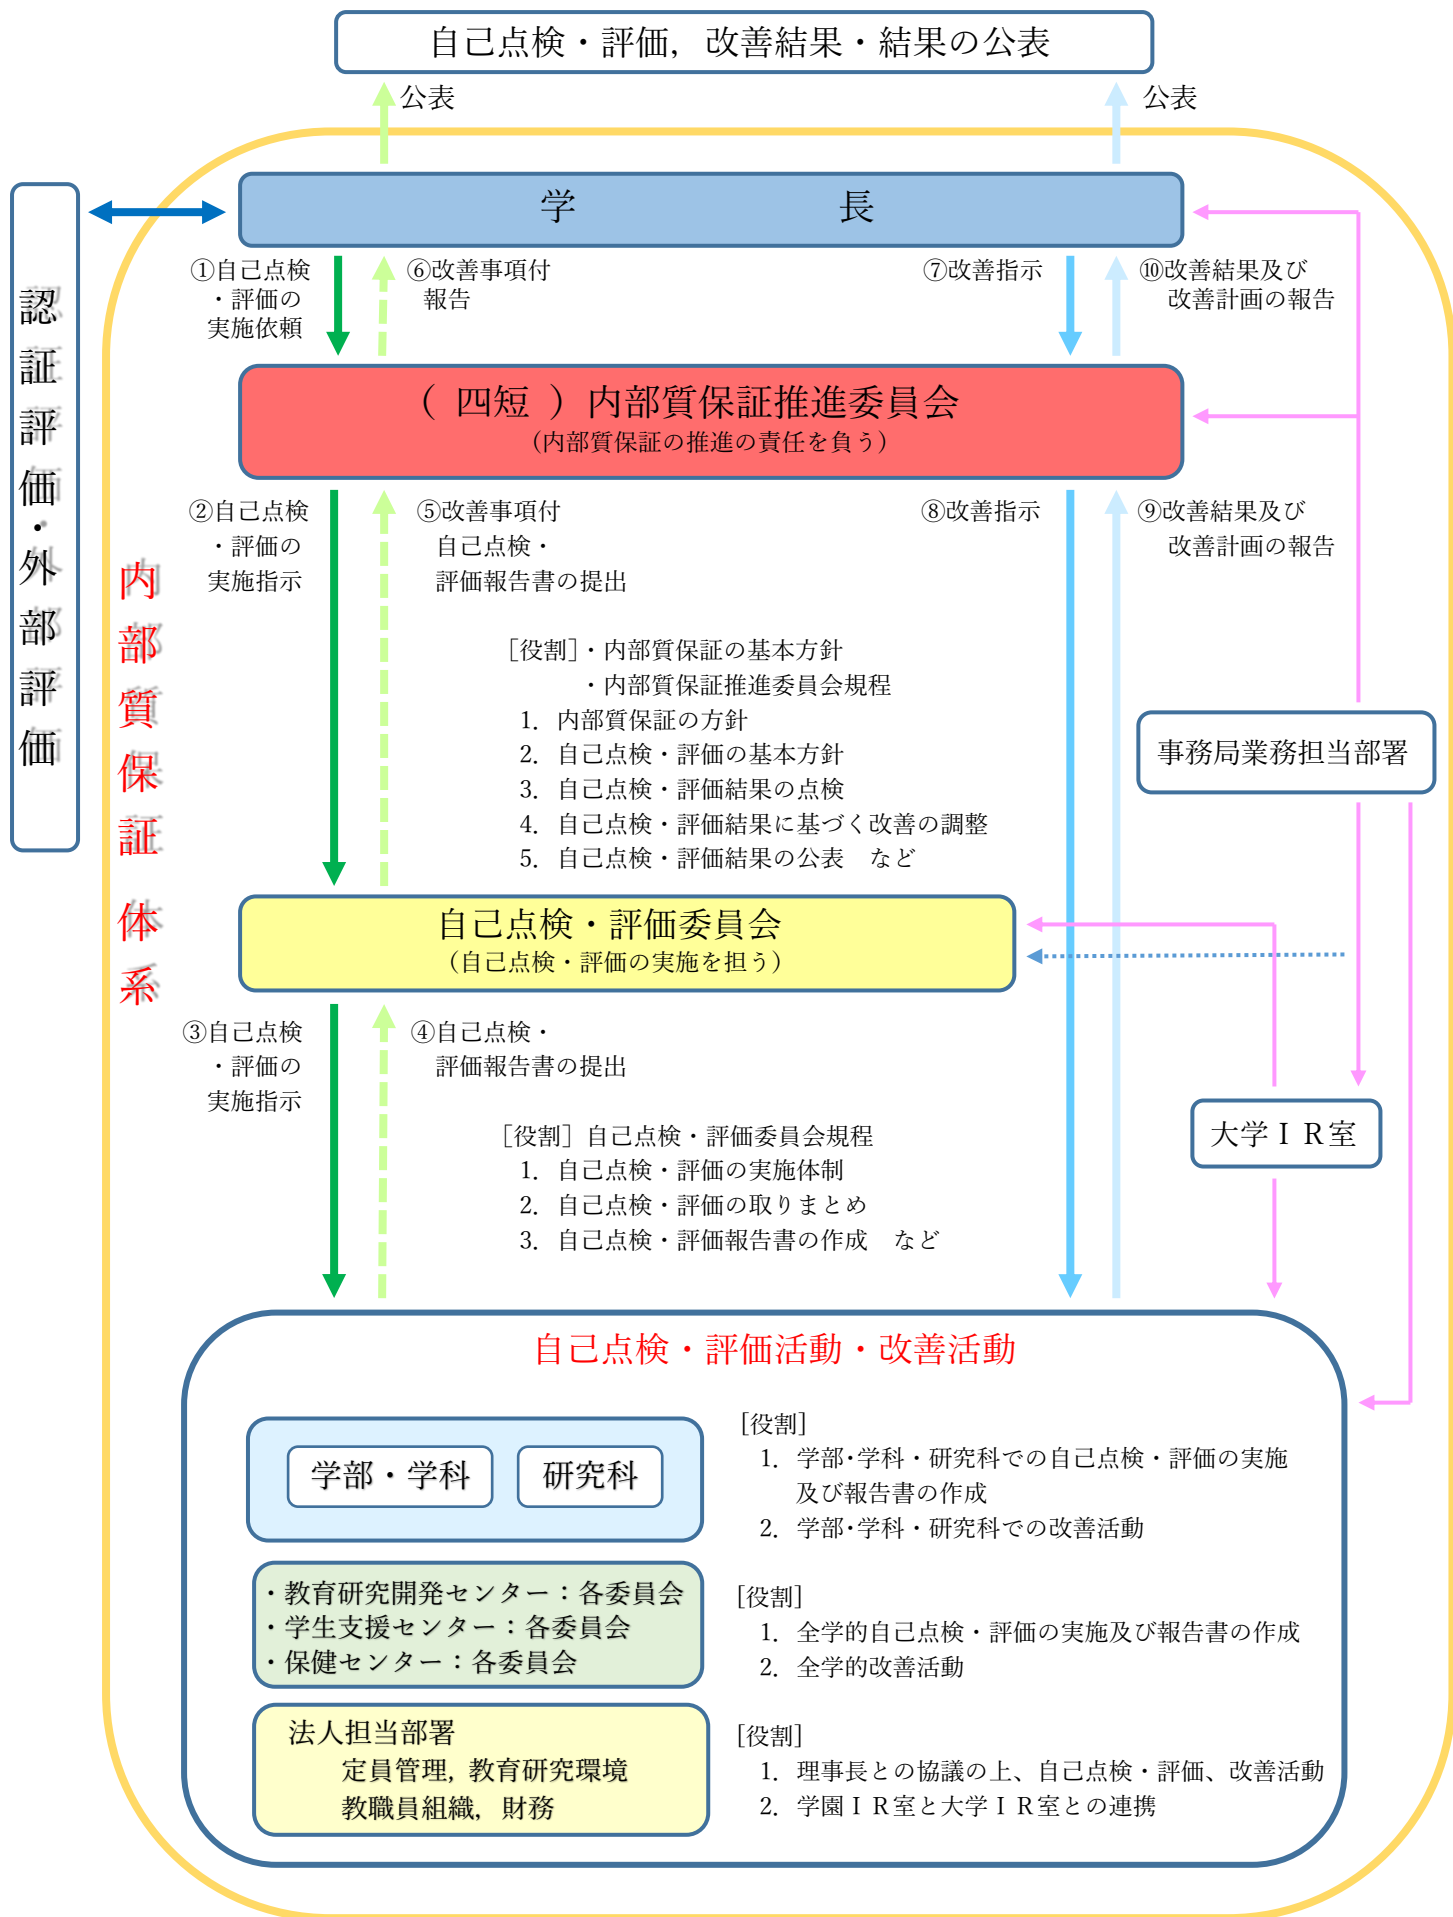 自己点検・評価，改善結果・結果の公表
公表
公表
学長
認証評価・外部評価
①自己点検
・評価の
実施依頼
⑥改善事項付
報告
⑦改善指示
⑩改善結果及び
改善計画の報告
（ 四短 ）内部質保証推進委員会
（内部質保証の推進の責任を負う）
内部質保証 体系
②自己点検
・評価の
実施指示
⑤改善事項付
自己点検・
評価報告書の提出
⑧改善指示
⑨改善結果及び
改善計画の報告
［役割］・内部質保証の基本方針
・内部質保証推進委員会規程
1．内部質保証の方針
2．自己点検・評価の基本方針
3．自己点検・評価結果の点検
4．自己点検・評価結果に基づく改善の調整
5．自己点検・評価結果の公表　など
事務局業務担当部署
自己点検・評価委員会
（自己点検・評価の実施を担う）
③自己点検
・評価の
実施指示
④自己点検・
評価報告書の提出
［役割］自己点検・評価委員会規程
1．自己点検・評価の実施体制
2．自己点検・評価の取りまとめ
3．自己点検・評価報告書の作成　など
大学ＩＲ室
自己点検・評価活動・改善活動
学部・学科
研究科
［役割］
1．学部･学科・研究科での自己点検・評価の実施
及び報告書の作成
2．学部･学科・研究科での改善活動
・教育研究開発センター：各委員会
・学生支援センター：各委員会
・保健センター：各委員会
［役割］
1．全学的自己点検・評価の実施及び報告書の作成
2．全学的改善活動
法人担当部署
定員管理，教育研究環境
教職員組織，財務
［役割］
1．理事長との協議の上、自己点検・評価、改善活動
2．学園ＩＲ室と大学ＩＲ室との連携